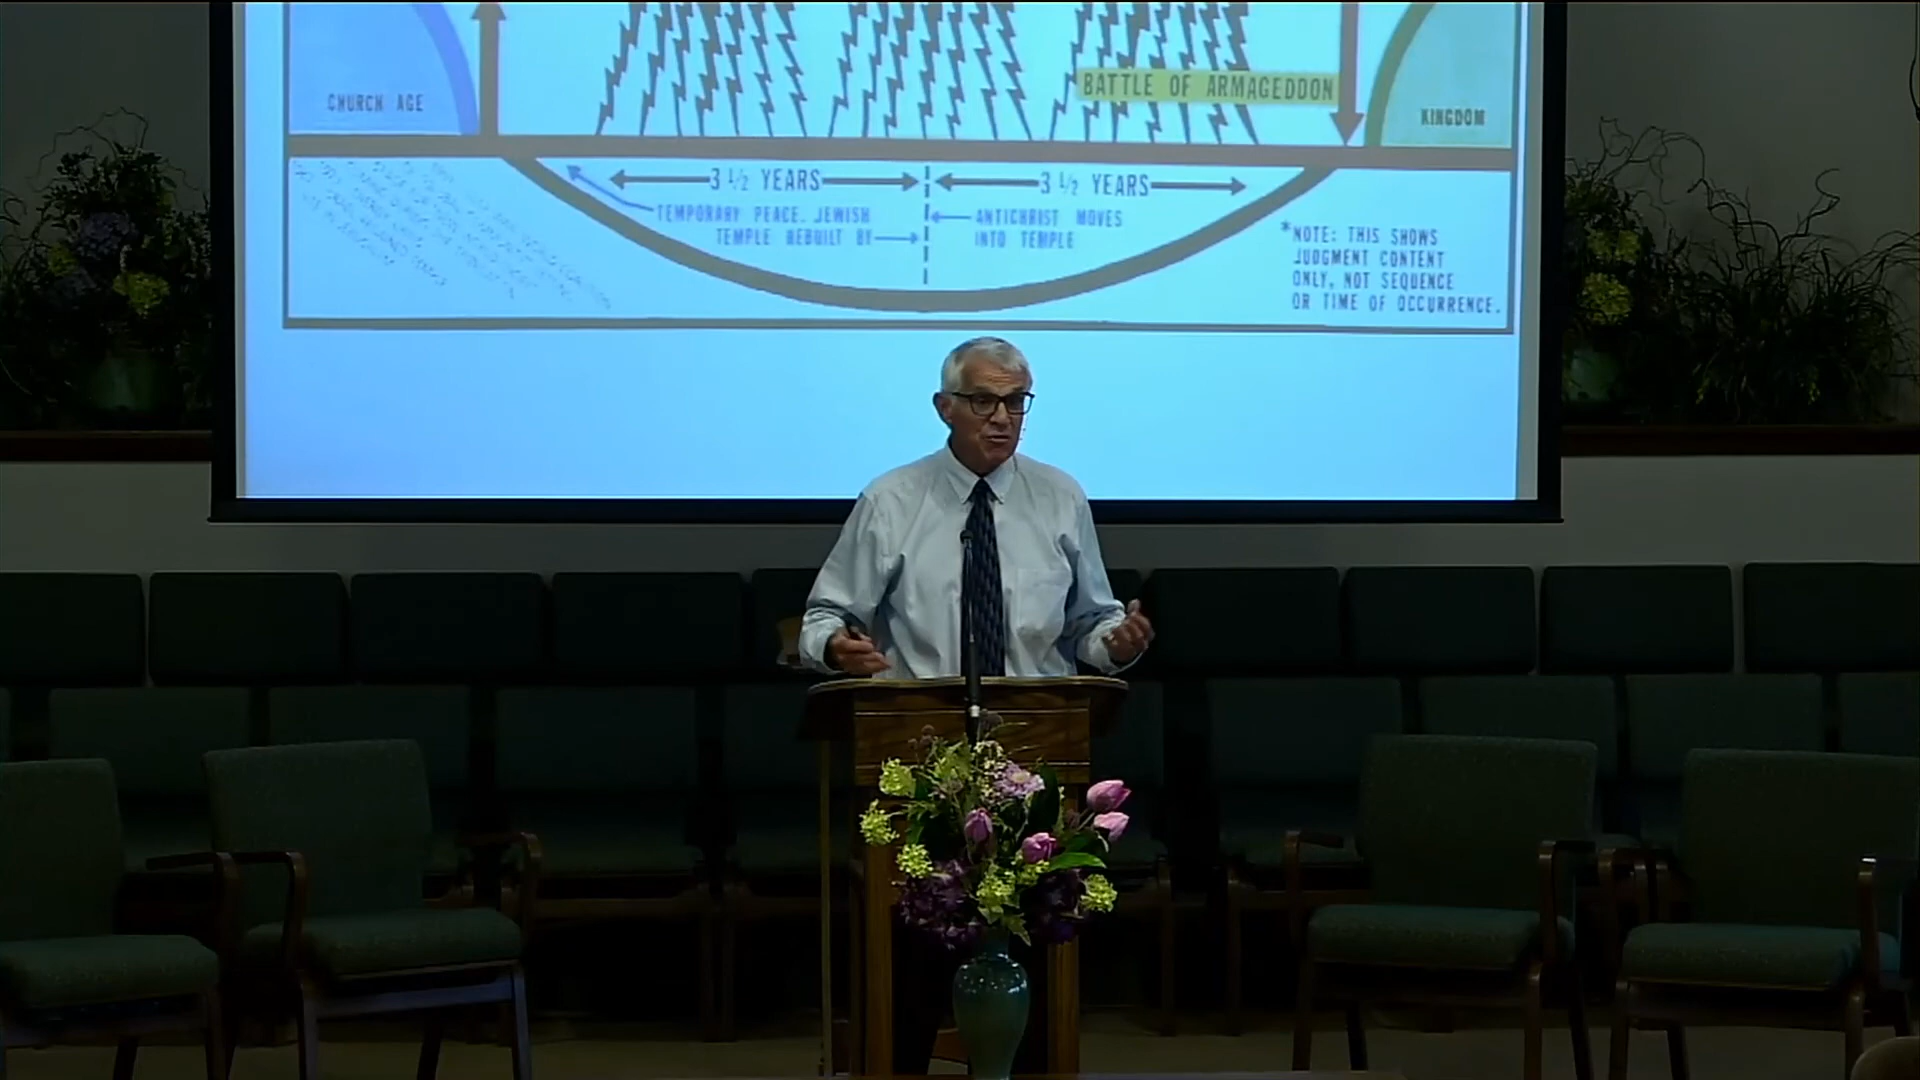 BATTLE OF ARMAGEDDON
CHURCH AGE
KINGDOM
3 1/2 YEARS
3 1/2 YEARS
TEMPORARY PEACE. JEWISH
TEMPLE REBUILT BY
ANTICHRIST MOVES
INTO TEMPLE
*NOTE: THIS SHOWS
JUDGMENT CONTENT
ONLY, NOT SEQUENCE
OR TIME OF OCCURRENCE.